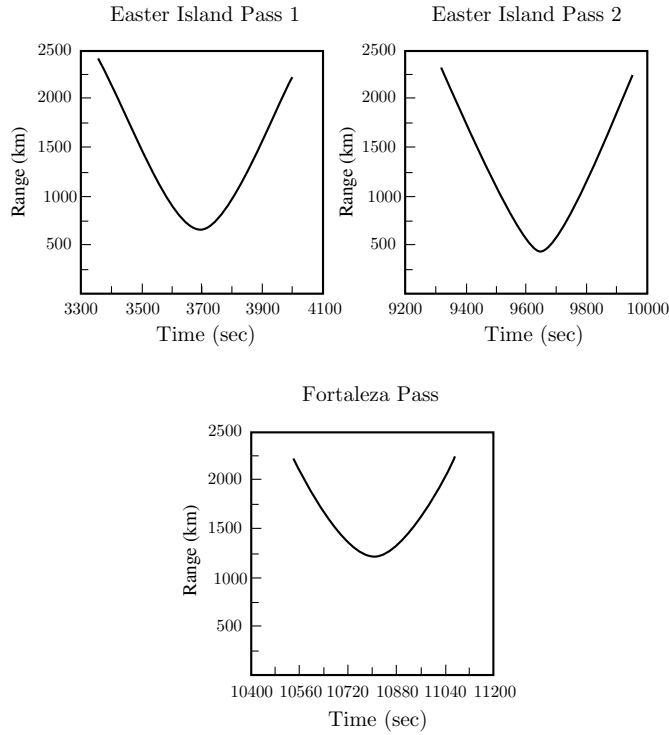 Easter Island Pass 1
2500
2000
1500
1000
500
Range (km)
3300 3500 3700 3900 4100
Time (sec)
Easter Island Pass 2
2500
2000
1500
1000
500
Range (km)
9200 9400 9600 9800 10000
Time (sec)
Fortaleza Pass
2500
2000
1500
1000
500
Range (km)
10400 10560 10720 10880 11040 11200
Time (sec)